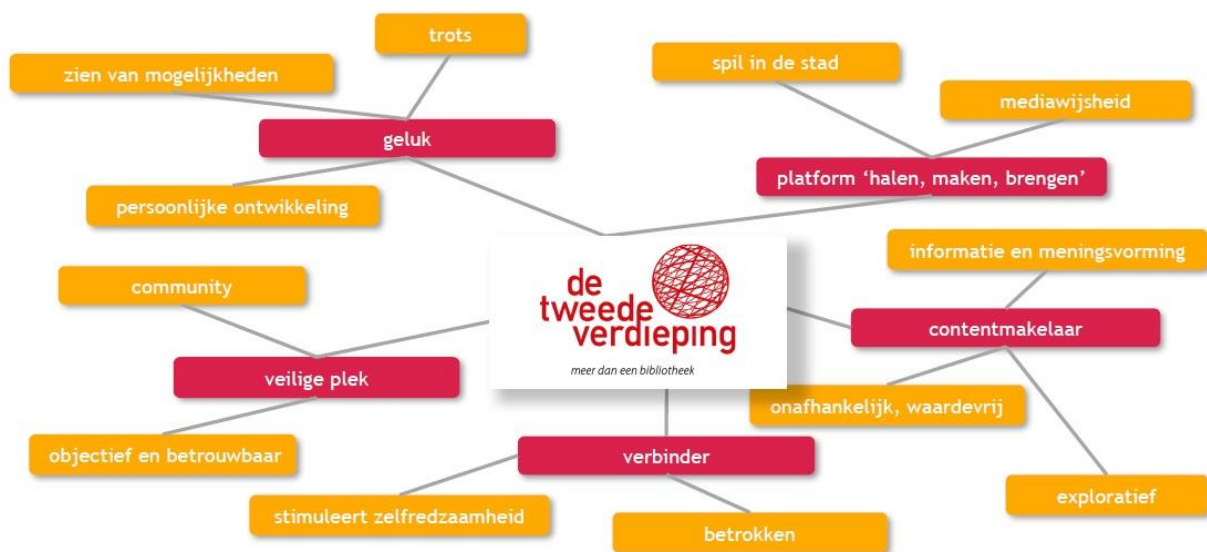 trots
zien van mogelijkheden
geluk
persoonlijke ontwikkeling
spil in de stad
mediawijsheid
platform ‘halen, maken, brengen’
de
tweede
verdieping
meer dan een bibliotheek
informatie en meningsvorming
contentmakelaar
onafhankelijk, waardevrij
exploratief
community
veilige plek
objectief en betrouwbaar
verbinder
stimuleert zelfredzaamheid
betrokken